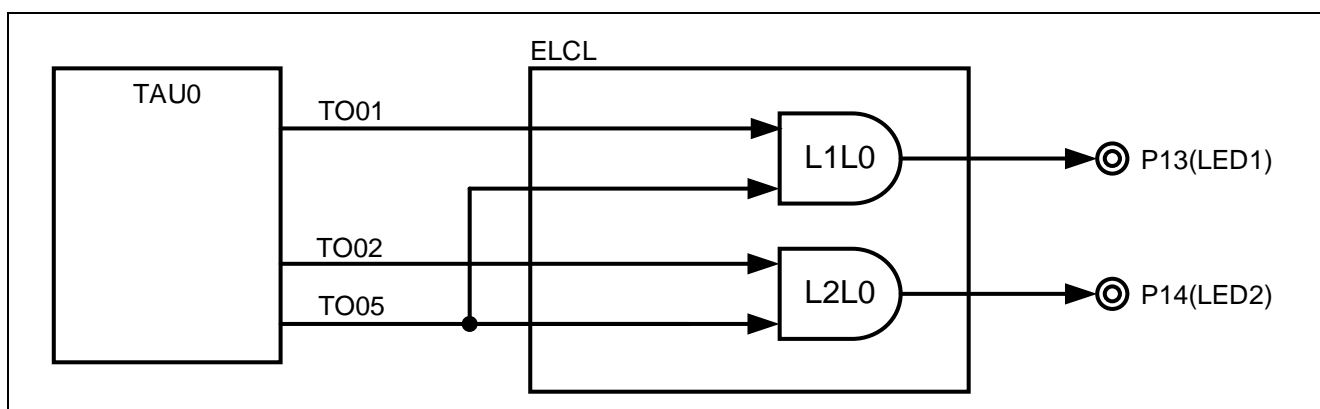 ELCL
TAU0
TO01
L1L0
P13(LED1)
TO02
L2L0
P14(LED2)
TO05